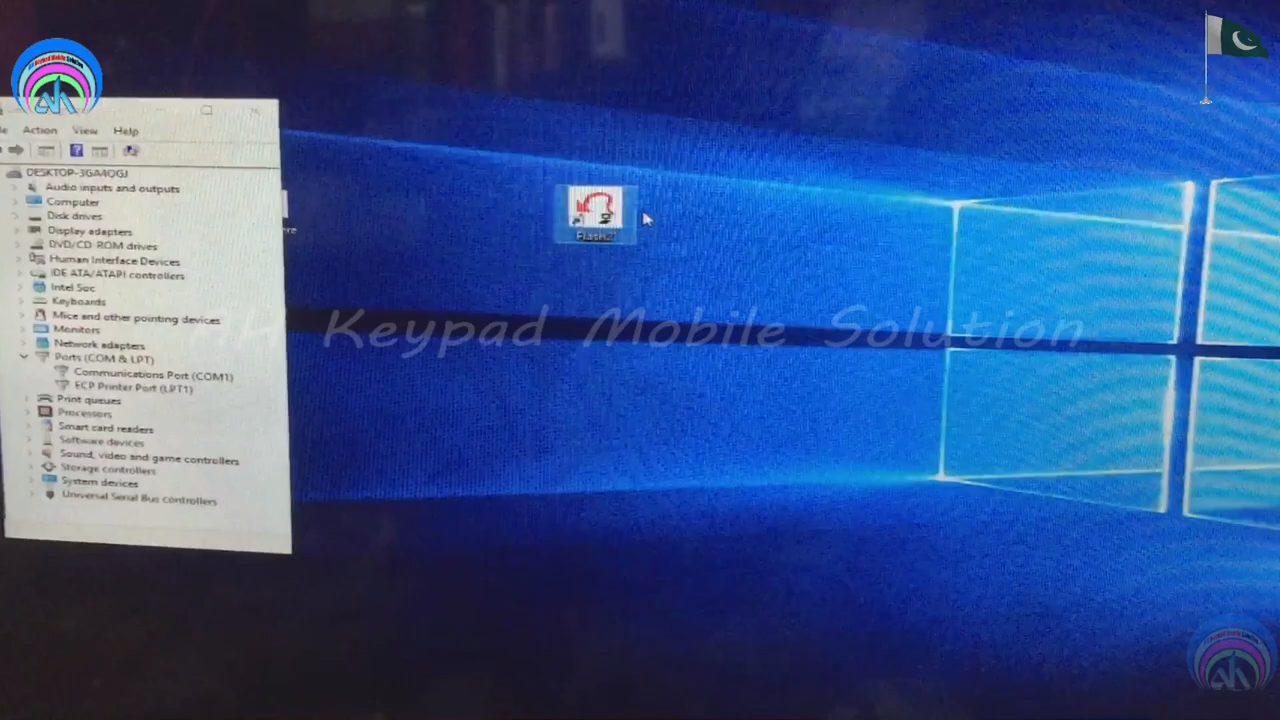 Action View Help
DESKTOP-3GA4OGJ
Audio inputs and outputs
Computer
Disk drives
Display adapters
DVD/CD-ROM drives
Human Interface Devices
IDE ATA/ATAPI controllers
Intel Soc
Keyboards
Mice and other pointing devices
Monitors
Network adapters
Ports (COM & LPT)
Communications Port (COM1)
ECP Printer Port (LPT1)
Print queues
Processors
Smart card readers
Software devices
Sound, video and game controllers
Storage controllers
System devices
Universal Serial Bus controllers
Keypad Mobile Solution